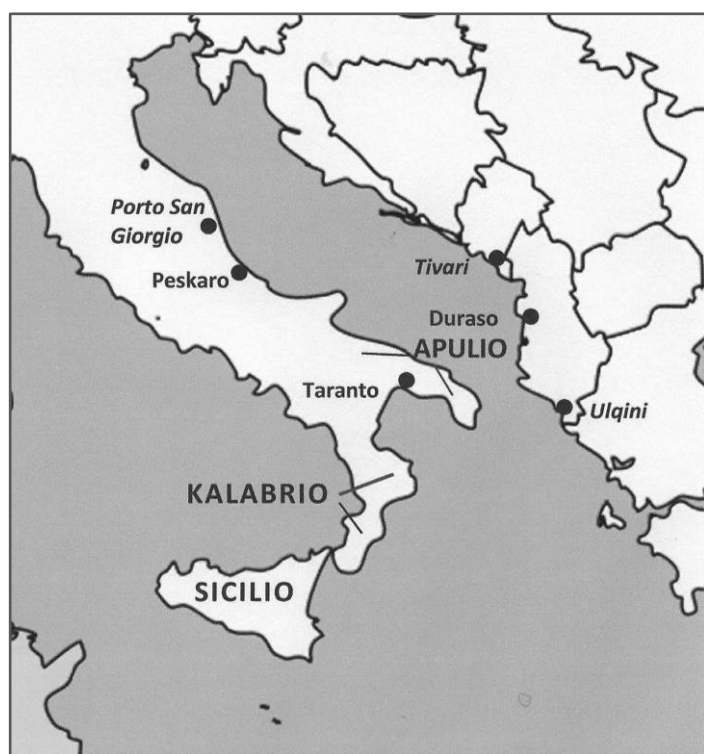 Porto San
Giorgio
Tivari
Peskaro
Duraso
APULIO
Taranto
Ulqini
KALABRIO
SICILIO